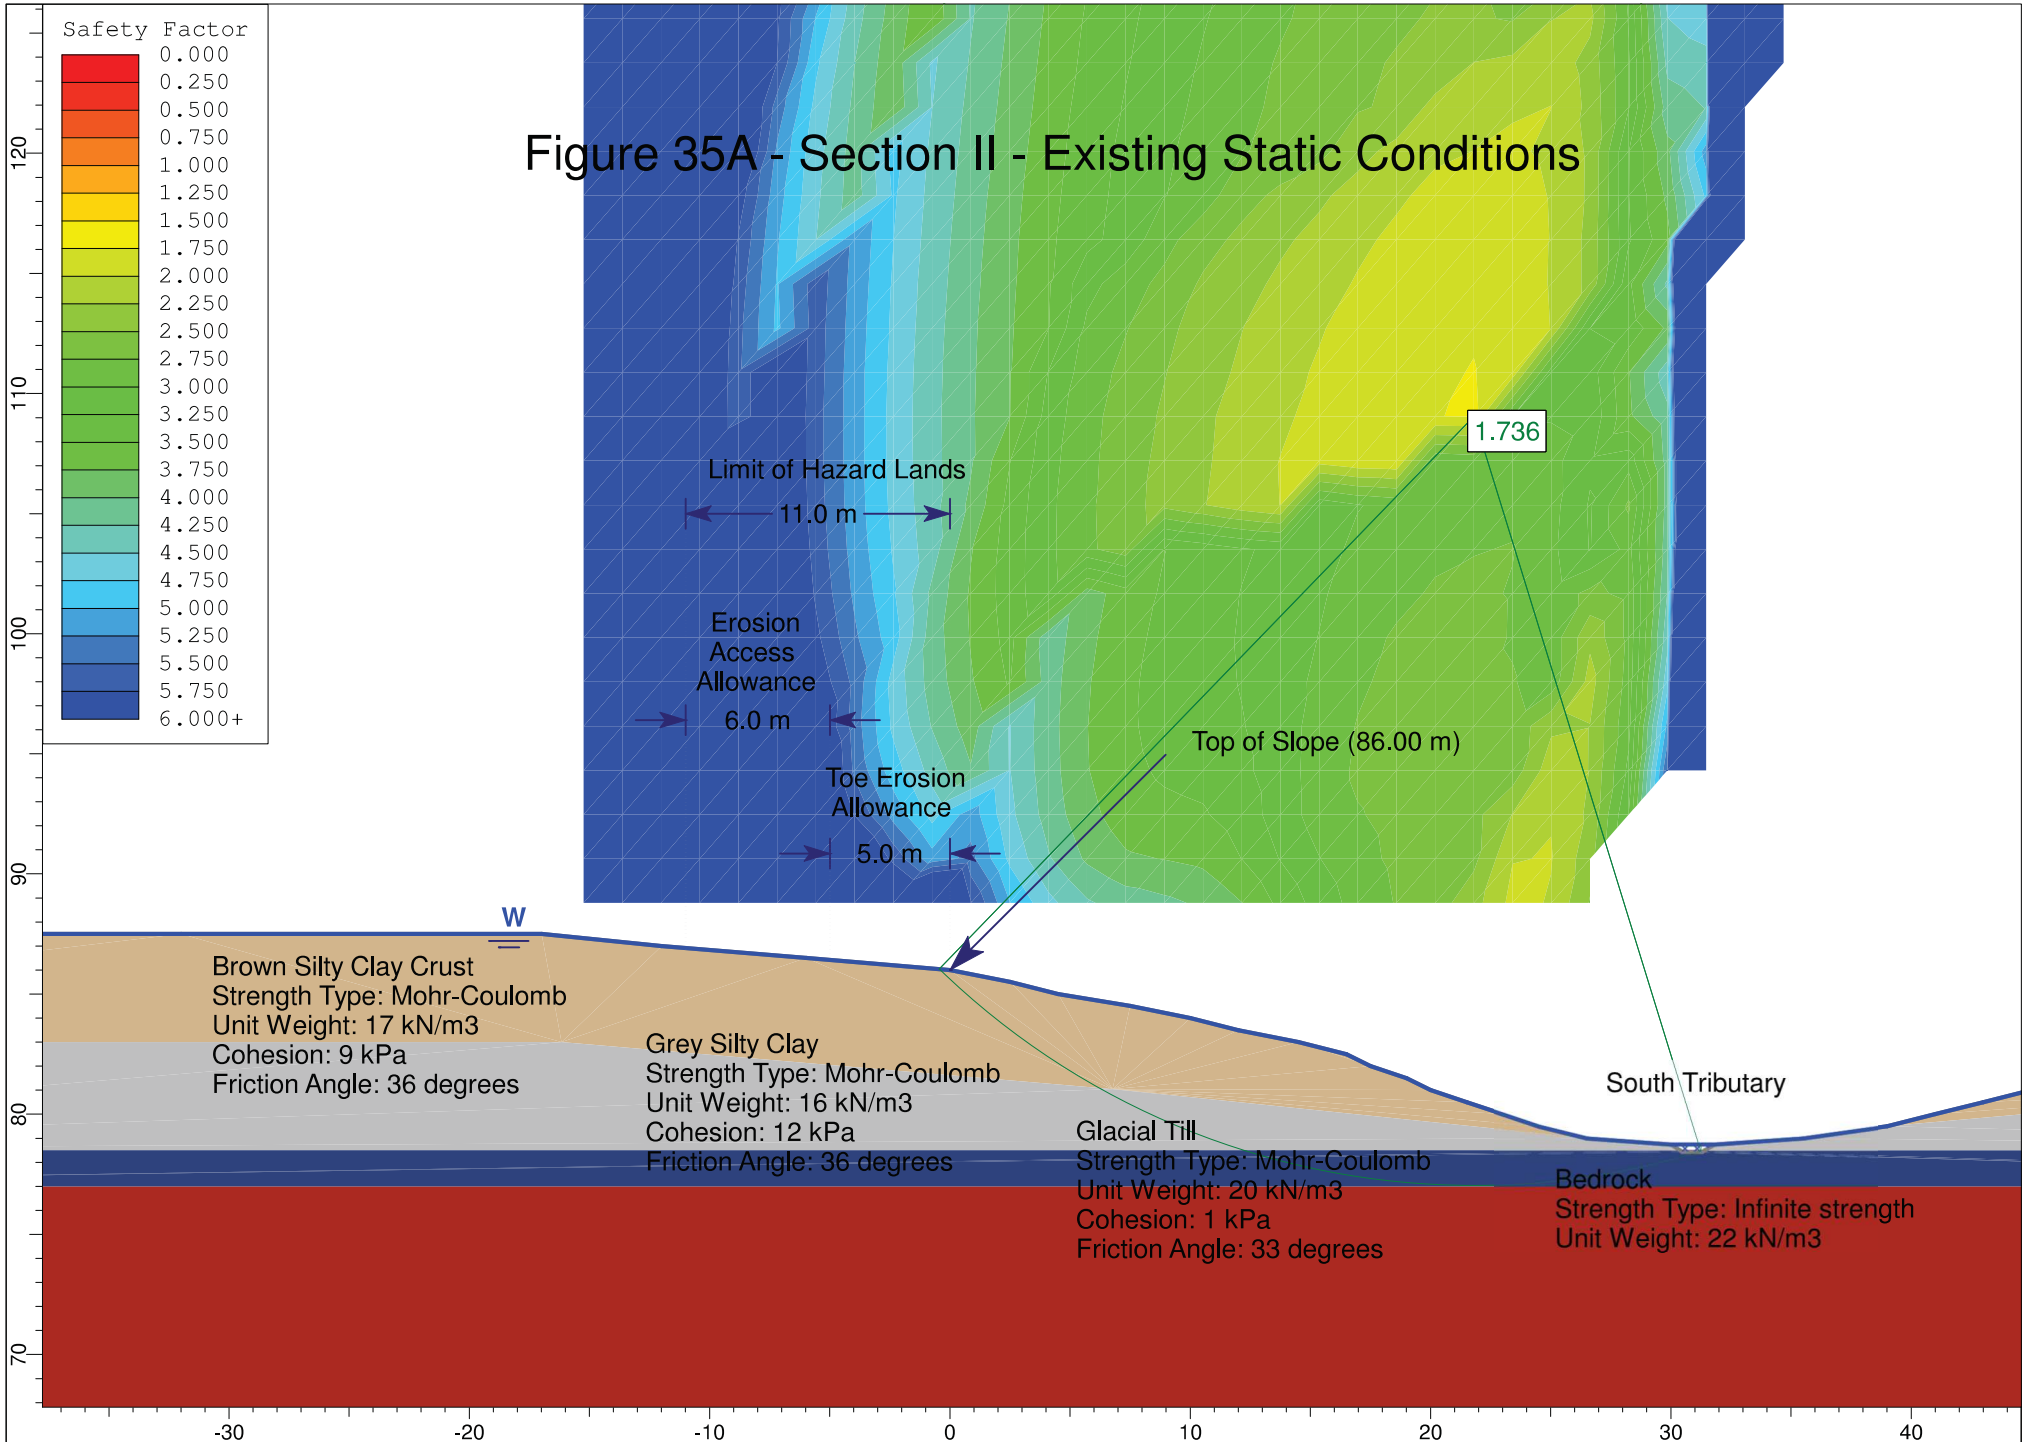 Safety Factor
0.000
0.250
0.500
0.750
1.000
1.250
1.500
1.750
2.000
2.250
2.500
2.750
3.000
3.250
3.500
3.750
4.000
4.250
4.500
4.750
5.000
5.250
5.500
5.750
6.000+
Figure 35A - Section II - Existing Static Conditions
1.736
Limit of Hazard Lands
11.0 m
Erosion
Access
Allowance
6.0 m
Top of Slope (86.00 m)
Toe Erosion
Allowance
5.0 m
W
Brown Silty Clay Crust
Strength Type: Mohr-Coulomb
Unit Weight: 17 kN/m3
Cohesion: 9 kPa
Friction Angle: 36 degrees
Grey Silty Clay
Strength Type: Mohr-Coulomb
Unit Weight: 16 kN/m3
Cohesion: 12 kPa
Friction Angle: 36 degrees
South Tributary
Glacial Till
Strength Type: Mohr-Coulomb
Unit Weight: 20 kN/m3
Cohesion: 1 kPa
Friction Angle: 33 degrees
Bedrock
Strength Type: Infinite strength
Unit Weight: 22 kN/m3
120
110
100
90
80
70
-30
-20
-10
0
10
20
30
40